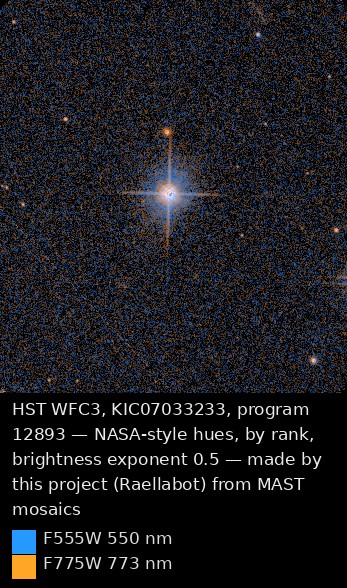 HST WFC3, KIC07033233, program
12893 — NASA-style hues, by rank,
brightness exponent 0.5 — made by
this project (Raellabot) from MAST
mosaics
F555W 550 nm
F775W 773 nm